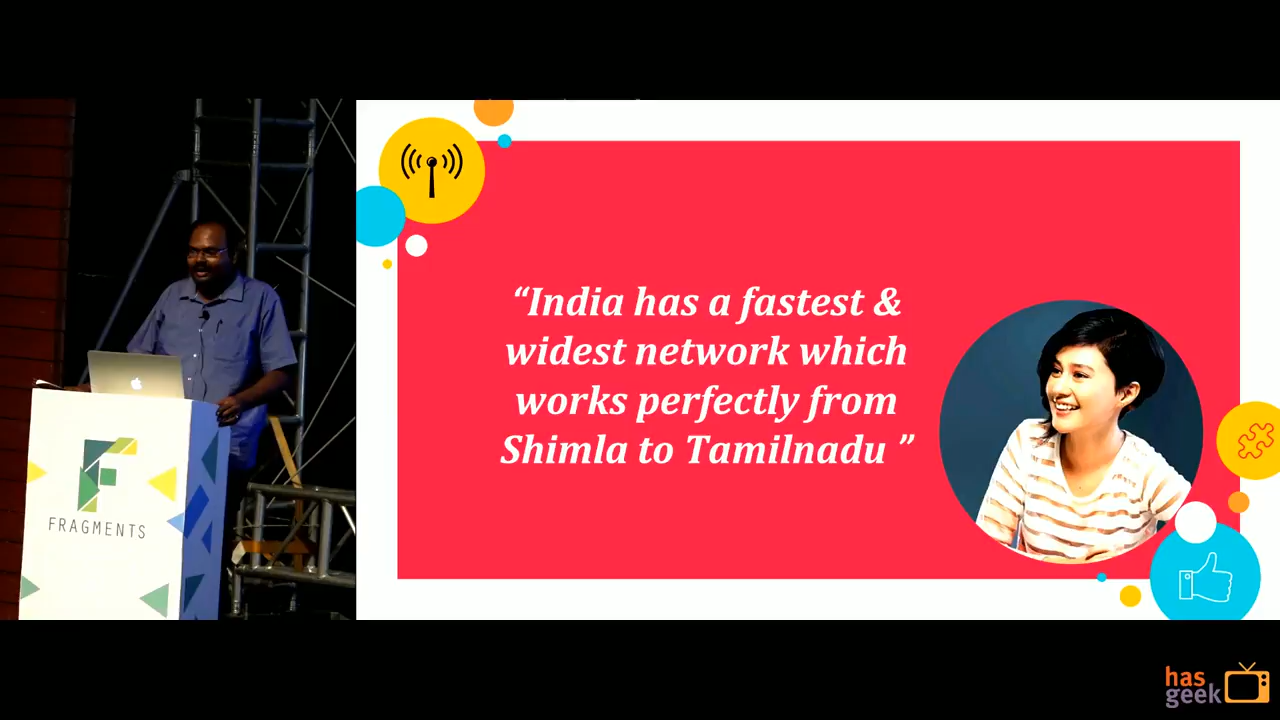 “India has a fastest &
widest network which
works perfectly from
Shimla to Tamilnadu ”
FRAGMENTS
has
geek